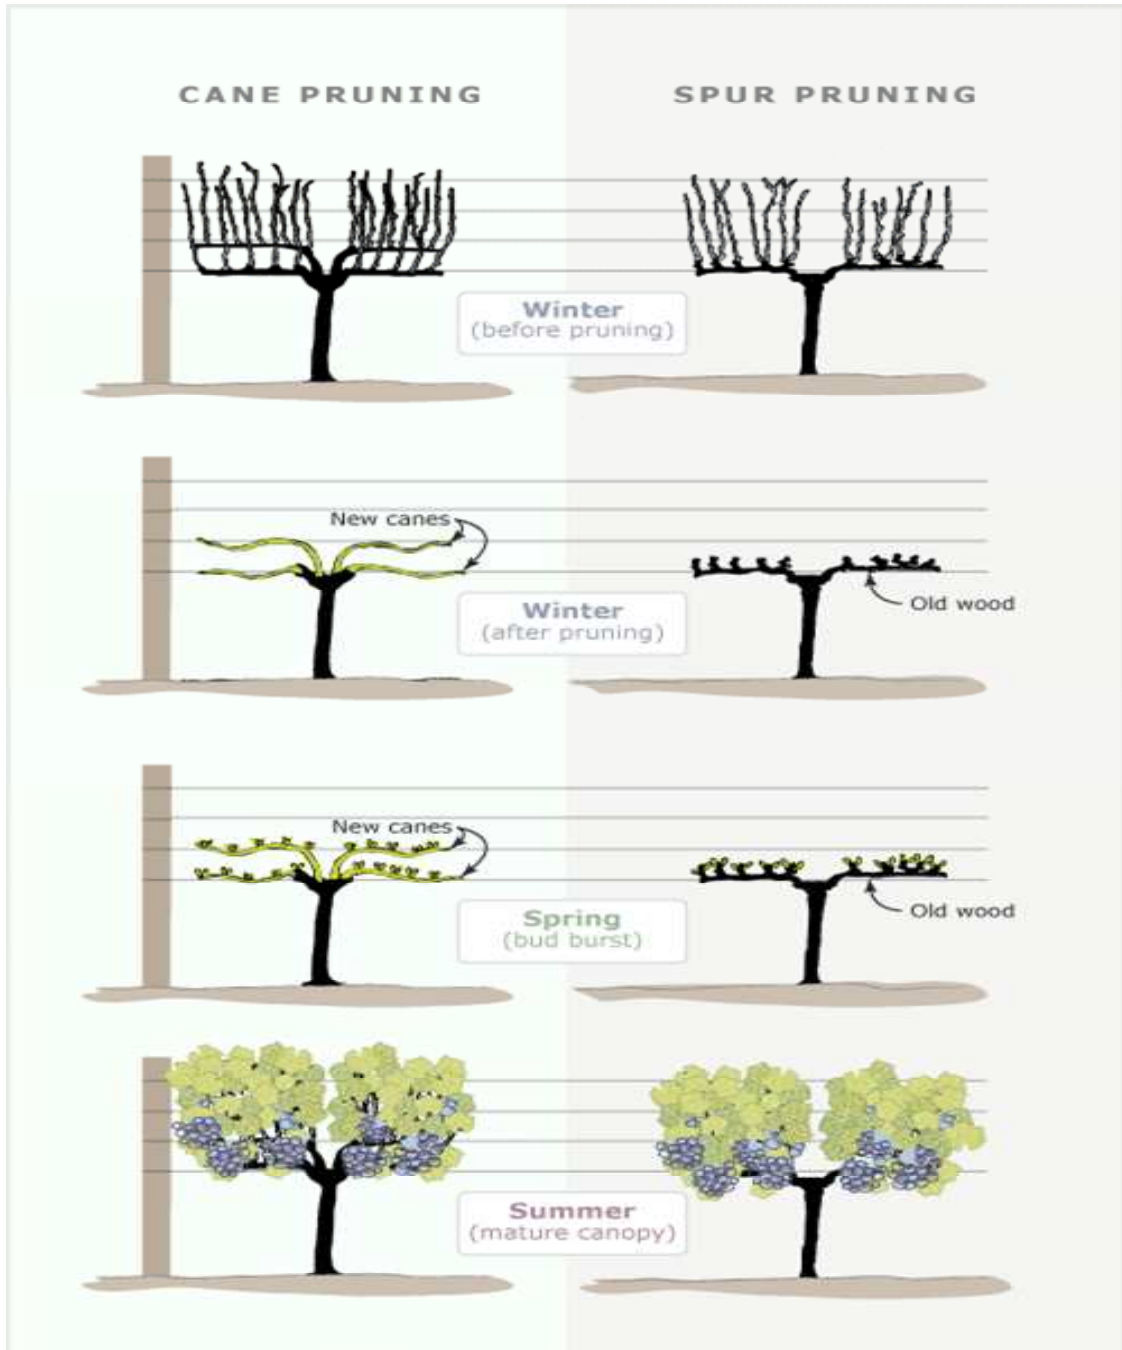 CANE PRUNING
SPUR PRUNING
Winter
(before pruning)
New canes
Winter
(after pruning)
Old wood
New canes
Spring
(bud burst)
Old wood
Summer
(mature canopy)